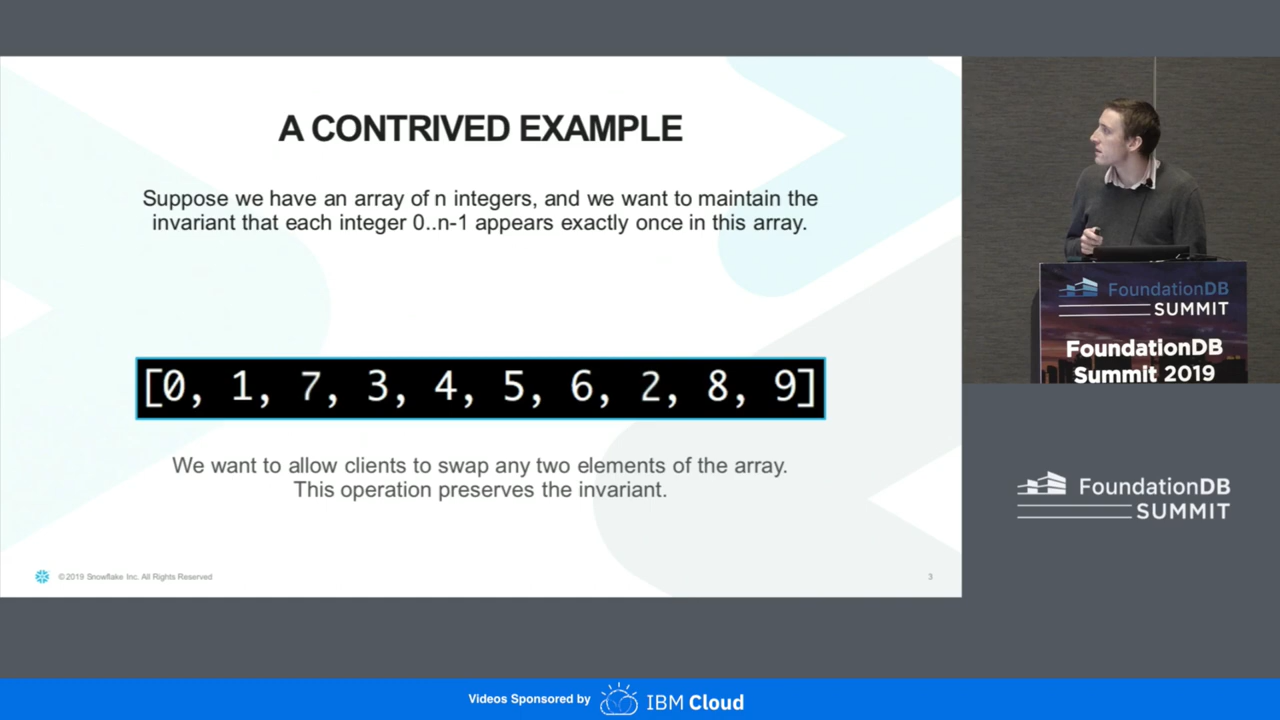 A CONTRIVED EXAMPLE
Suppose we have an array of n integers, and we want to maintain the
invariant that each integer 0..n-1 appears exactly once in this array.
[0, 1, 7, 3, 4, 5, 6, 2, 8, 9]
We want to allow clients to swap any two elements of the array.
This operation preserves the invariant.
©2019 Snowflake Inc. All Rights Reserved
3
FoundationDB
SUMMIT
FoundationDB
Summit 2019
FoundationDB
SUMMIT
Videos Sponsored by
IBM Cloud